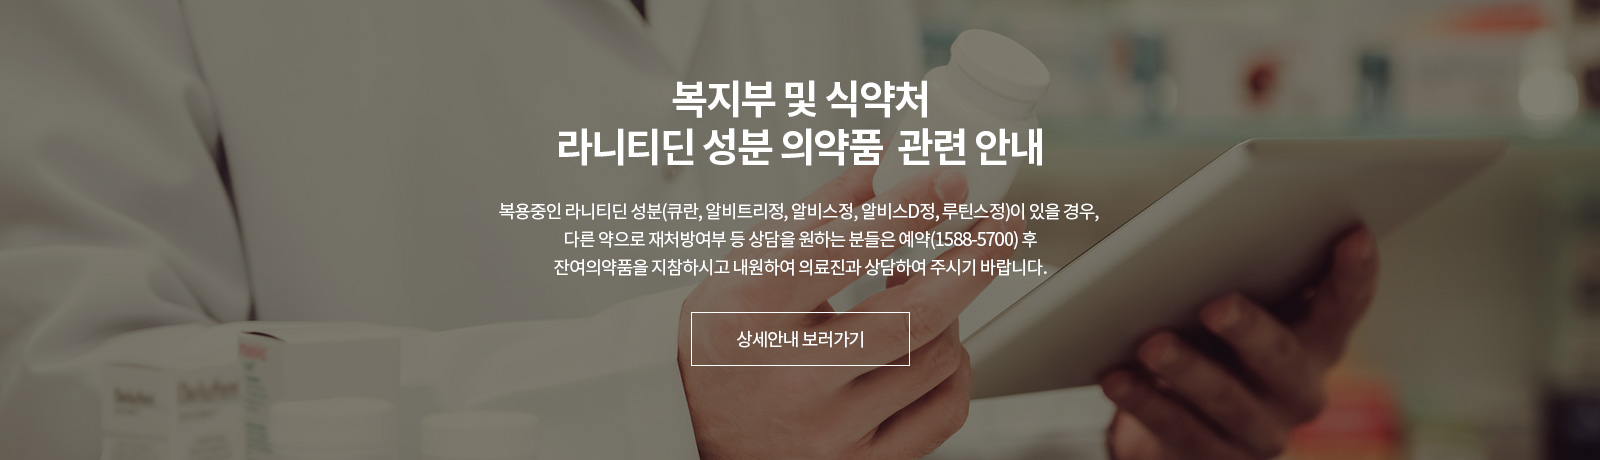 복지부 및 식약처
라니티딘 성분 의약품 관련 안내
복용중인 라니티딘 성분(큐란, 알비트리정, 알비스정, 알비스D정, 루틴스정)이 있을 경우,
다른 약으로 재처방여부 등 상담을 원하는 분들은 예약(1588-5700) 후
잔여의약품을 지참하시고 내원하여 의료진과 상담하여 주시기 바랍니다.
상세안내 보러가기